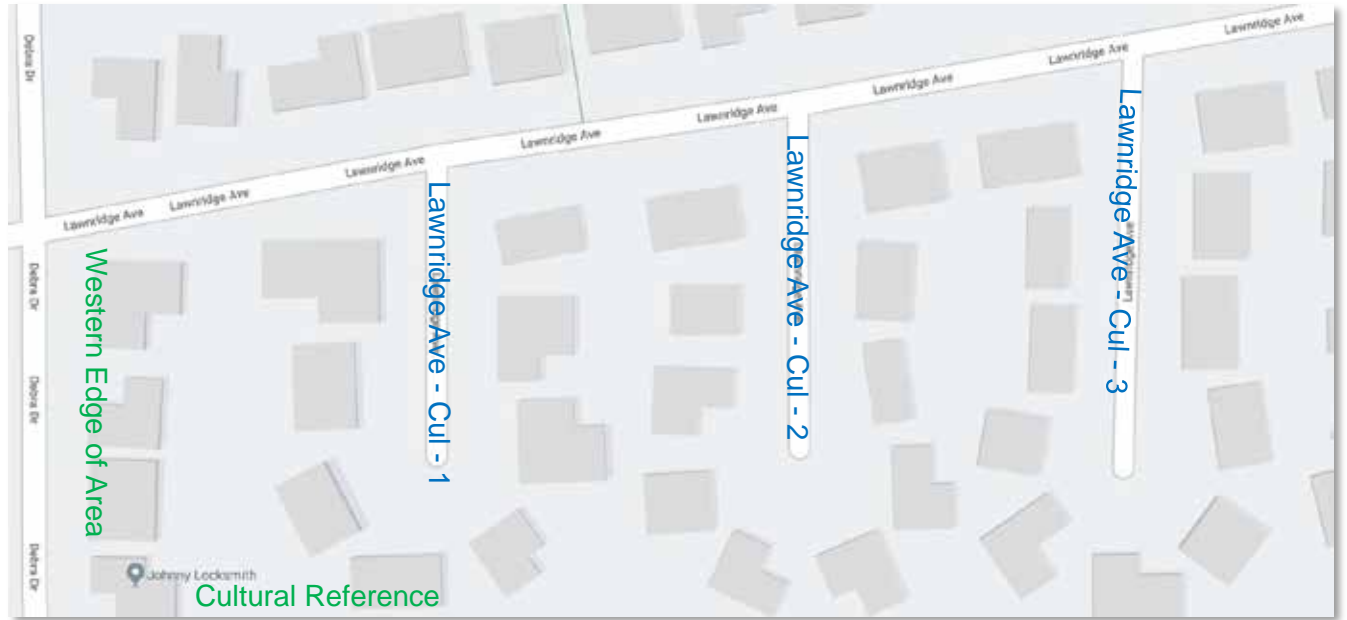 Debra Dr
Lawnridge Ave
Lawnridge Ave
Lawnridge Ave
Lawnridge Ave
Lawnridge Ave
Lawnridge Ave
Lawnridge Ave
Lawnridge Ave
Debra Dr
Debra Dr
Debra Dr
Western Edge of Area
Lawnridge Ave - Cul - 1
Lawnridge Ave - Cul - 2
Lawnridge Ave - Cul - 3
Lawnridge Ave
Johnny Locksmith
Cultural Reference